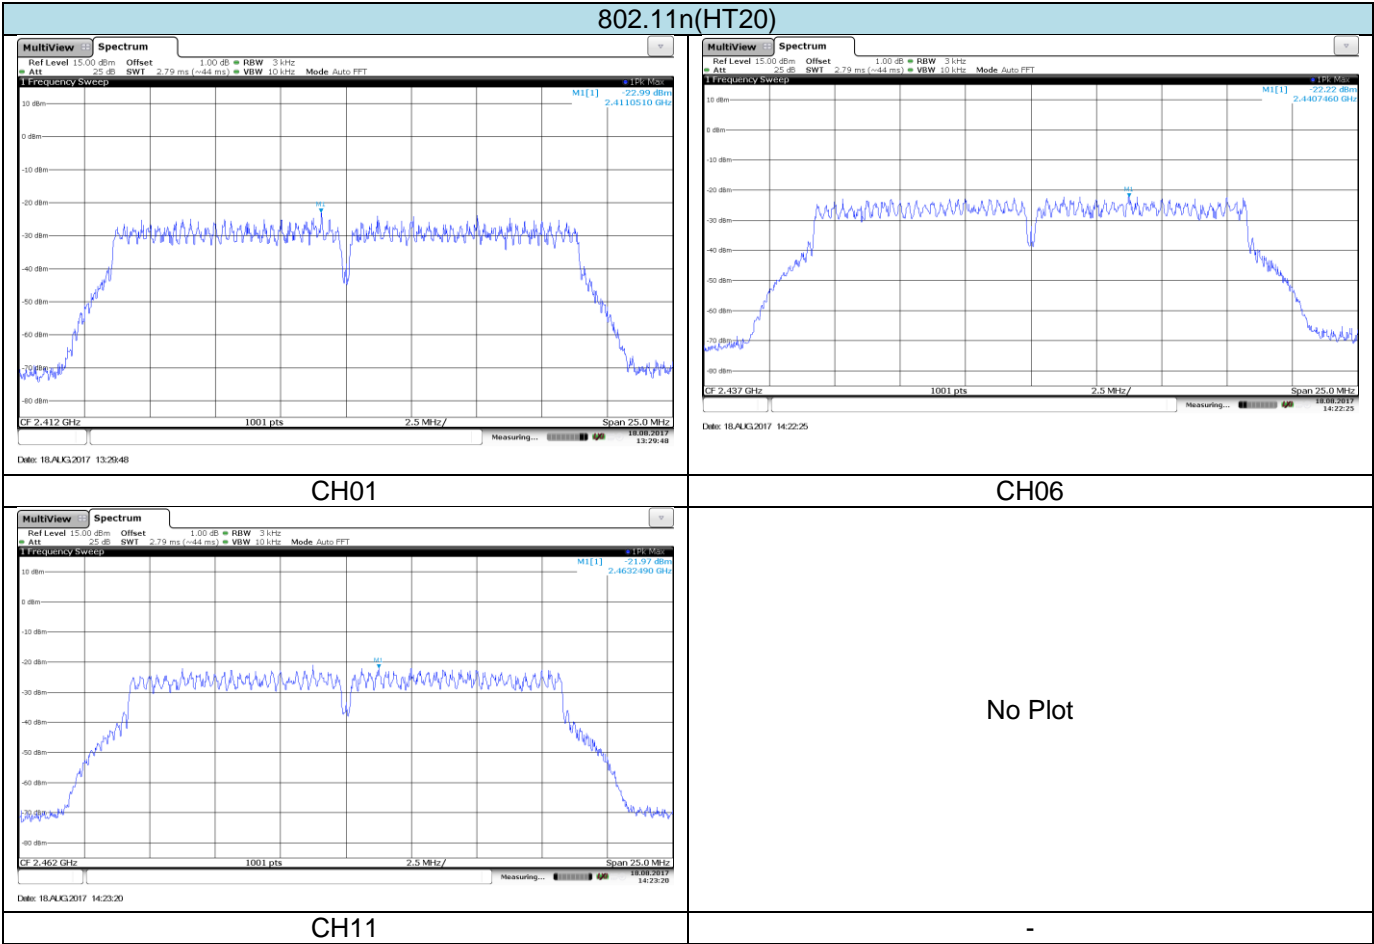 802.11n(HT20)
MultiView Spectrum
Ref Level 15.00 dBm Offset 1.00 dB RBW 3 kHz
Att 25 dB SWT 2.79 ms (~44 ms) VBW 10 kHz Mode Auto FFT
1 Frequency Sweep 1Pk Max
M1[1] -22.99 dBm
2.4110510 GHz
10 dBm
0 dBm
-10 dBm
-20 dBm
M1
-30 dBm
-40 dBm
-50 dBm
-60 dBm
-70 dBm
-80 dBm
CF 2.412 GHz 1001 pts 2.5 MHz/ Span 25.0 MHz
Measuring... 18.08.2017
13:29:48
Date: 18.AUG.2017 13:29:48
MultiView Spectrum
Ref Level 15.00 dBm Offset 1.00 dB RBW 3 kHz
Att 25 dB SWT 2.79 ms (~44 ms) VBW 10 kHz Mode Auto FFT
1 Frequency Sweep 1Pk Max
M1[1] -22.22 dBm
2.4407460 GHz
10 dBm
0 dBm
-10 dBm
-20 dBm
M1
-30 dBm
-40 dBm
-50 dBm
-60 dBm
-70 dBm
-80 dBm
CF 2.437 GHz 1001 pts 2.5 MHz/ Span 25.0 MHz
Measuring... 18.08.2017
14:22:25
Date: 18.AUG.2017 14:22:25
CH01 CH06
MultiView Spectrum
Ref Level 15.00 dBm Offset 1.00 dB RBW 3 kHz
Att 25 dB SWT 2.79 ms (~44 ms) VBW 10 kHz Mode Auto FFT
1 Frequency Sweep 1Pk Max
M1[1] -21.97 dBm
2.4632490 GHz
10 dBm
0 dBm
-10 dBm
-20 dBm
M1
-30 dBm
-40 dBm
-50 dBm
-60 dBm
-70 dBm
-80 dBm
CF 2.462 GHz 1001 pts 2.5 MHz/ Span 25.0 MHz
Measuring... 18.08.2017
14:23:20
Date: 18.AUG.2017 14:23:20
No Plot
CH11 -